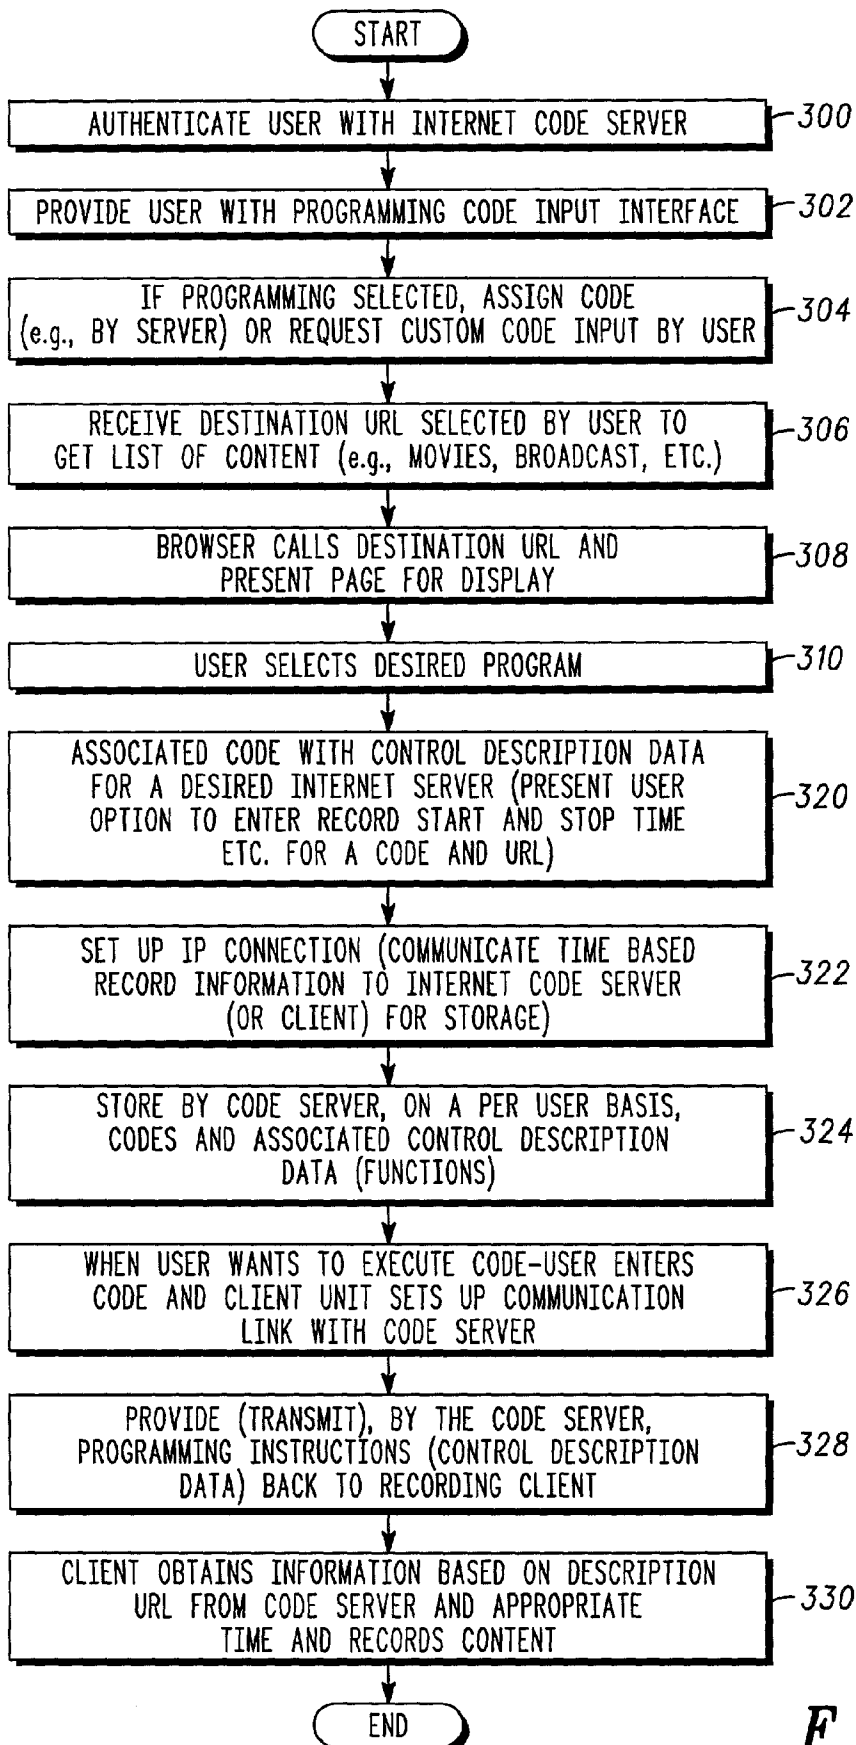 START
AUTHENTICATE USER WITH INTERNET CODE SERVER
300
PROVIDE USER WITH PROGRAMMING CODE INPUT INTERFACE
302
IF PROGRAMMING SELECTED, ASSIGN CODE
(e.g., BY SERVER) OR REQUEST CUSTOM CODE INPUT BY USER
304
RECEIVE DESTINATION URL SELECTED BY USER TO
GET LIST OF CONTENT (e.g., MOVIES, BROADCAST, ETC.)
306
BROWSER CALLS DESTINATION URL AND
PRESENT PAGE FOR DISPLAY
308
USER SELECTS DESIRED PROGRAM
310
ASSOCIATED CODE WITH CONTROL DESCRIPTION DATA
FOR A DESIRED INTERNET SERVER (PRESENT USER
OPTION TO ENTER RECORD START AND STOP TIME
ETC. FOR A CODE AND URL)
320
SET UP IP CONNECTION (COMMUNICATE TIME BASED
RECORD INFORMATION TO INTERNET CODE SERVER
(OR CLIENT) FOR STORAGE)
322
STORE BY CODE SERVER, ON A PER USER BASIS,
CODES AND ASSOCIATED CONTROL DESCRIPTION
DATA (FUNCTIONS)
324
WHEN USER WANTS TO EXECUTE CODE-USER ENTERS
CODE AND CLIENT UNIT SETS UP COMMUNICATION
LINK WITH CODE SERVER
326
PROVIDE (TRANSMIT), BY THE CODE SERVER,
PROGRAMMING INSTRUCTIONS (CONTROL DESCRIPTION
DATA) BACK TO RECORDING CLIENT
328
CLIENT OBTAINS INFORMATION BASED ON DESCRIPTION
URL FROM CODE SERVER AND APPROPRIATE
TIME AND RECORDS CONTENT
330
END
F